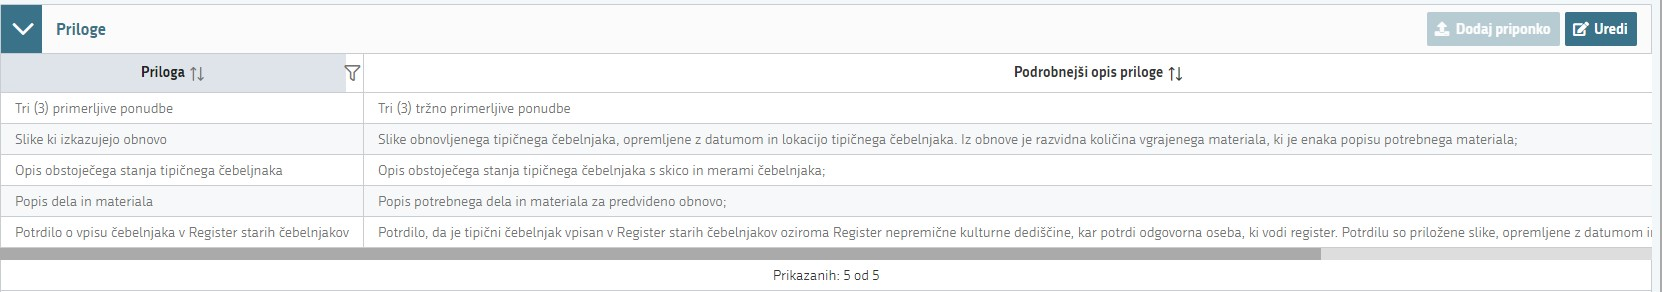 Priloge
Dodaj priponko
Uredi
Priloga
Podrobnejši opis priloge
Tri (3) primerljive ponudbe
Tri (3) tržno primerljive ponudbe
Slike ki izkazujejo obnovo
Slike obnovljenega tipičnega čebelnjaka, opremljene z datumom in lokacijo tipičnega čebelnjaka. Iz obnove je razvidna količina vgrajenega materiala, ki je enaka popisu potrebnega materiala;
Opis obstoječega stanja tipičnega čebeljnaka
Opis obstoječega stanja tipičnega čebelnjaka s skico in merami čebelnjaka;
Popis dela in materiala
Popis potrebnega dela in materiala za predvideno obnovo;
Potrdilo o vpisu čebelnjaka v Register starih čebelnjakov
Potrdilo, da je tipični čebelnjak vpisan v Register starih čebelnjakov oziroma Register nepremične kulturne dediščine, kar potrdi odgovorna oseba, ki vodi register. Potrdilu so priložene slike, opremljene z datumom
Prikazanih: 5 od 5